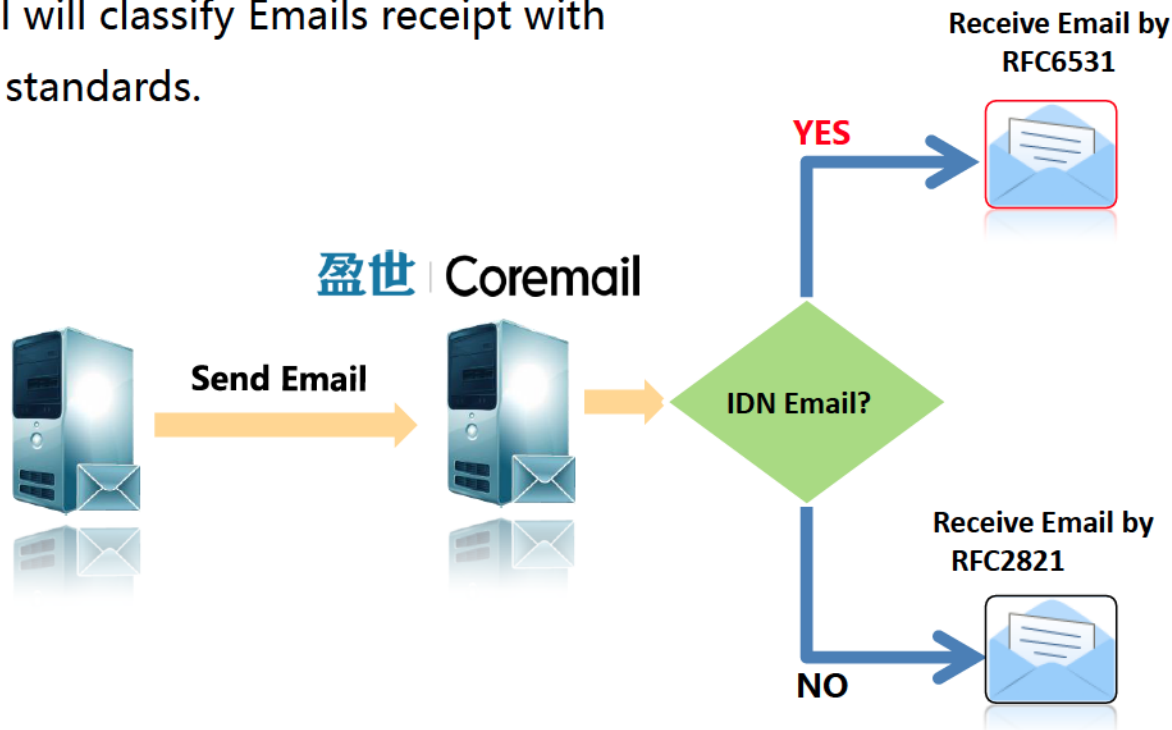 l will classify Emails receipt with
standards.
Receive Email by
RFC6531
YES
盈世 Coremail
Send Email
IDN Email?
Receive Email by
RFC2821
NO